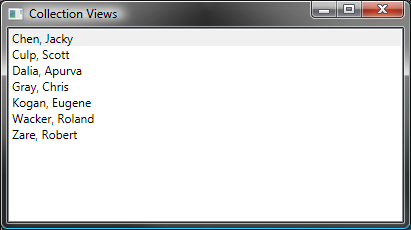 Collection Views
Chen, Jacky
Culp, Scott
Dalia, Apurva
Gray, Chris
Kogan, Eugene
Wacker, Roland
Zare, Robert